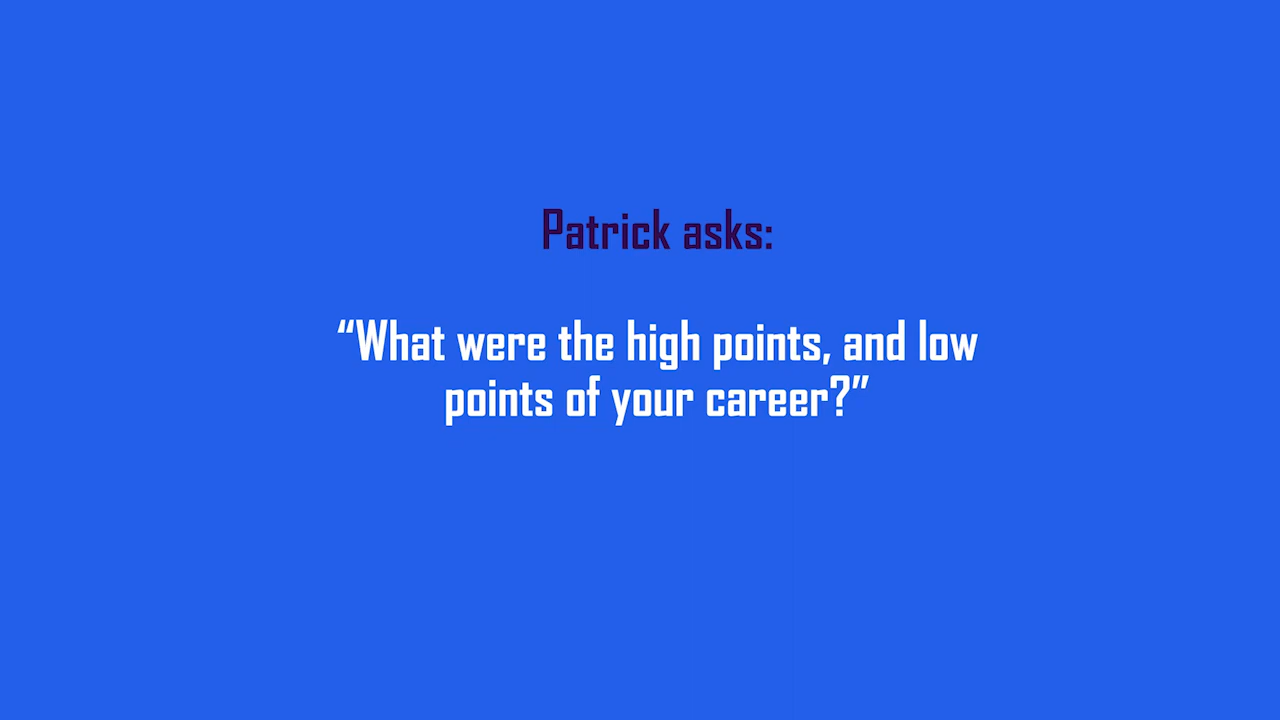 Patrick asks:
“What were the high points, and low
points of your career?”